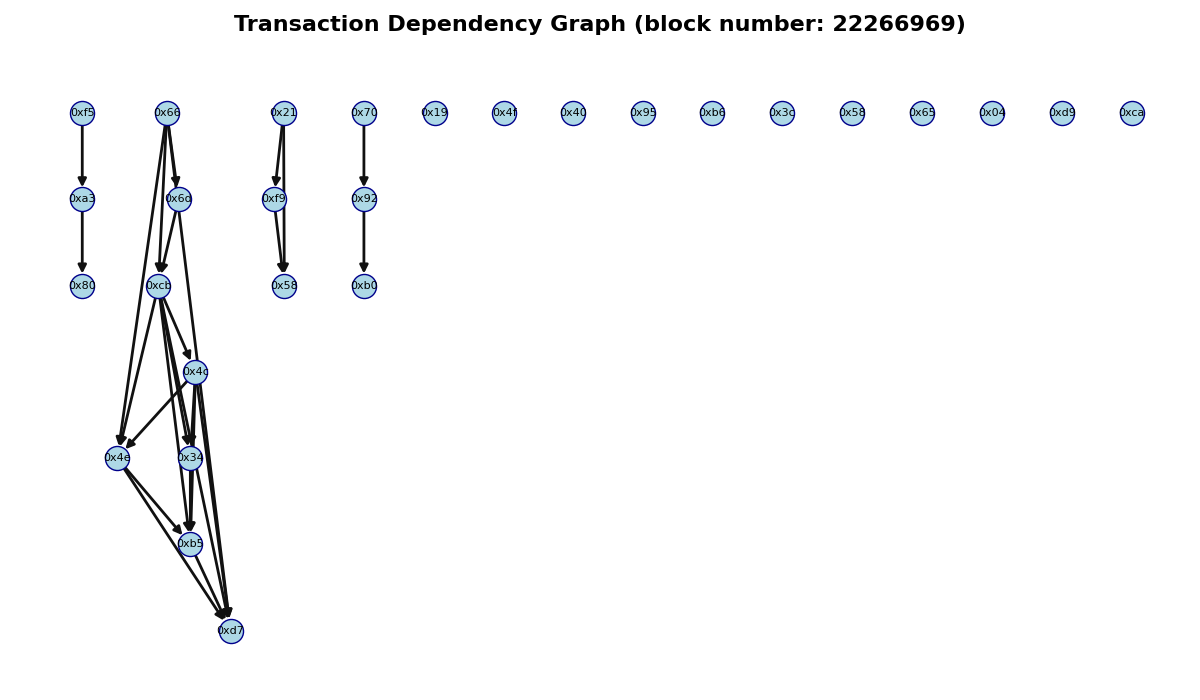 Transaction Dependency Graph (block number: 22266969)
0xf5 0x66 0x21 0x70 0x19 0x4f 0x40 0x95 0xb6 0x3c 0x58 0x65 0x04 0xd9 0xca
0xa3 0x6d 0xf9 0x92
0x80 0xcb 0x58 0xb0
0x4c
0x4e 0x34
0xb5
0xd7